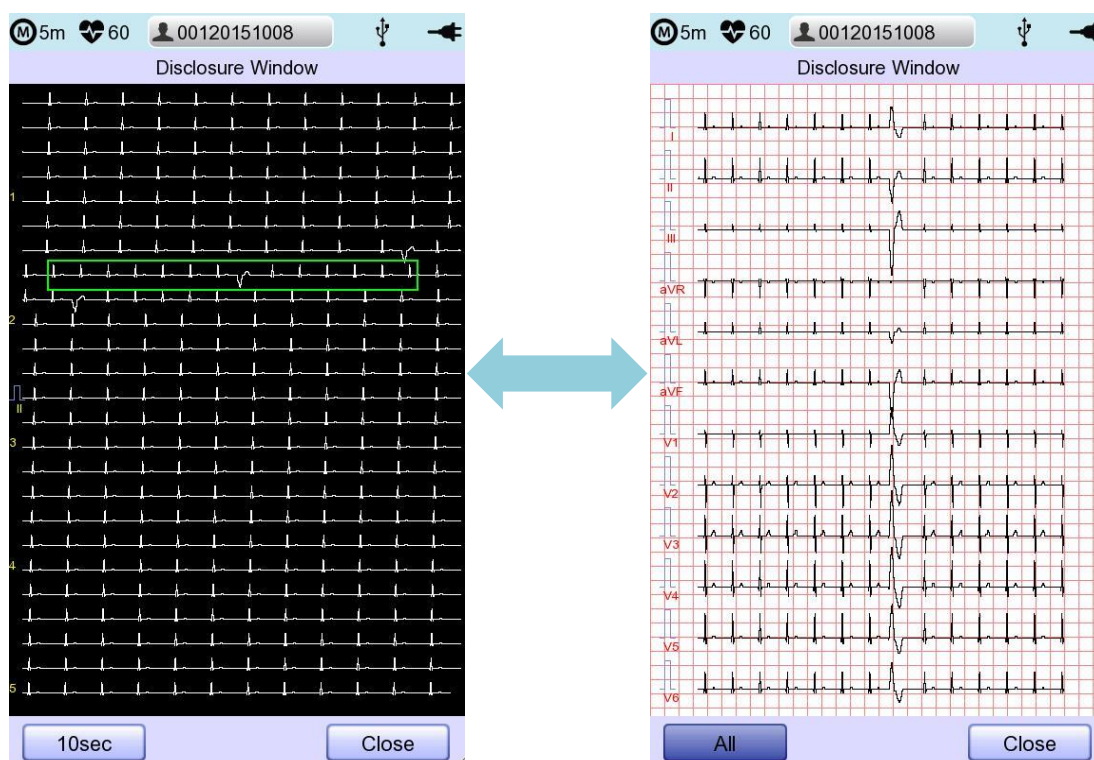 M 5m 60 00120151008
Disclosure Window
1
2
II
3
4
5
10sec Close
M 5m 60 00120151008
Disclosure Window
I
II
III
aVR
aVL
aVF
V1
V2
V3
V4
V5
V6
All Close